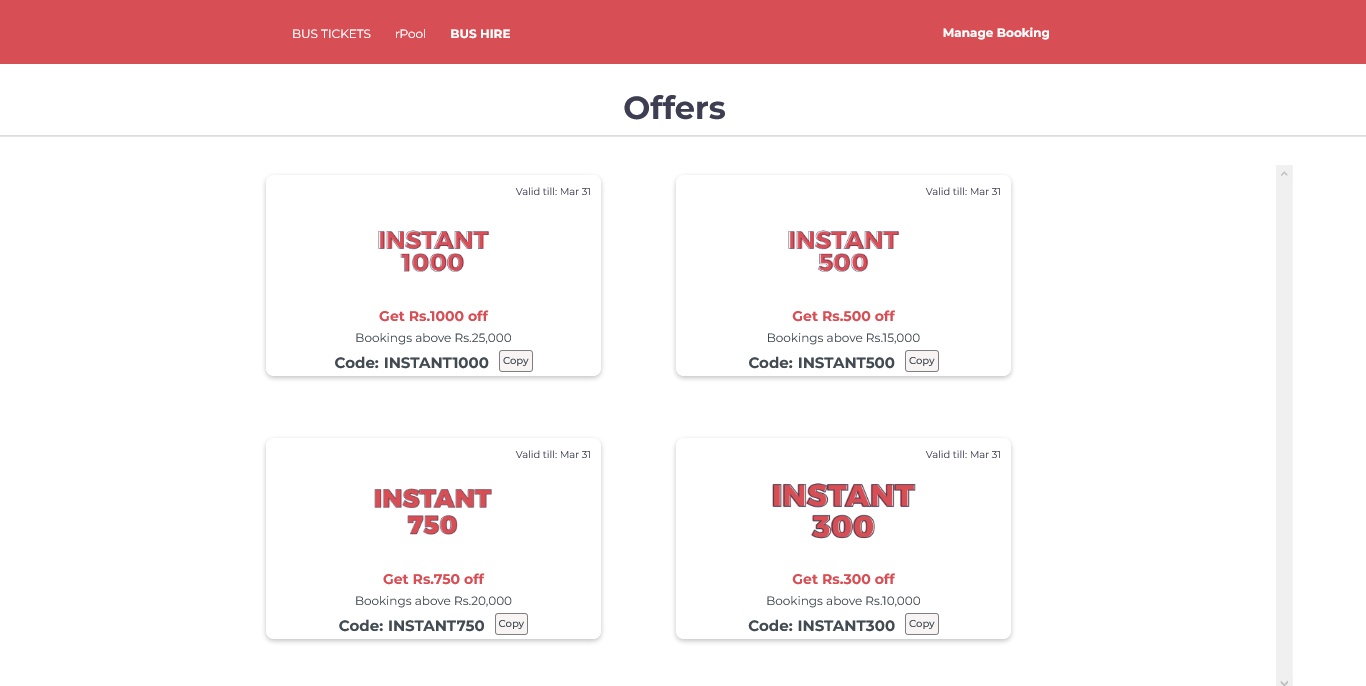 BUS TICKETS rPool BUS HIRE Manage Booking
Offers
Valid till: Mar 31
INSTANT
1000
Get Rs.1000 off
Bookings above Rs.25,000
Code: INSTANT1000 Copy
Valid till: Mar 31
INSTANT
500
Get Rs.500 off
Bookings above Rs.15,000
Code: INSTANT500 Copy
Valid till: Mar 31
INSTANT
750
Get Rs.750 off
Bookings above Rs.20,000
Code: INSTANT750 Copy
Valid till: Mar 31
INSTANT
300
Get Rs.300 off
Bookings above Rs.10,000
Code: INSTANT300 Copy